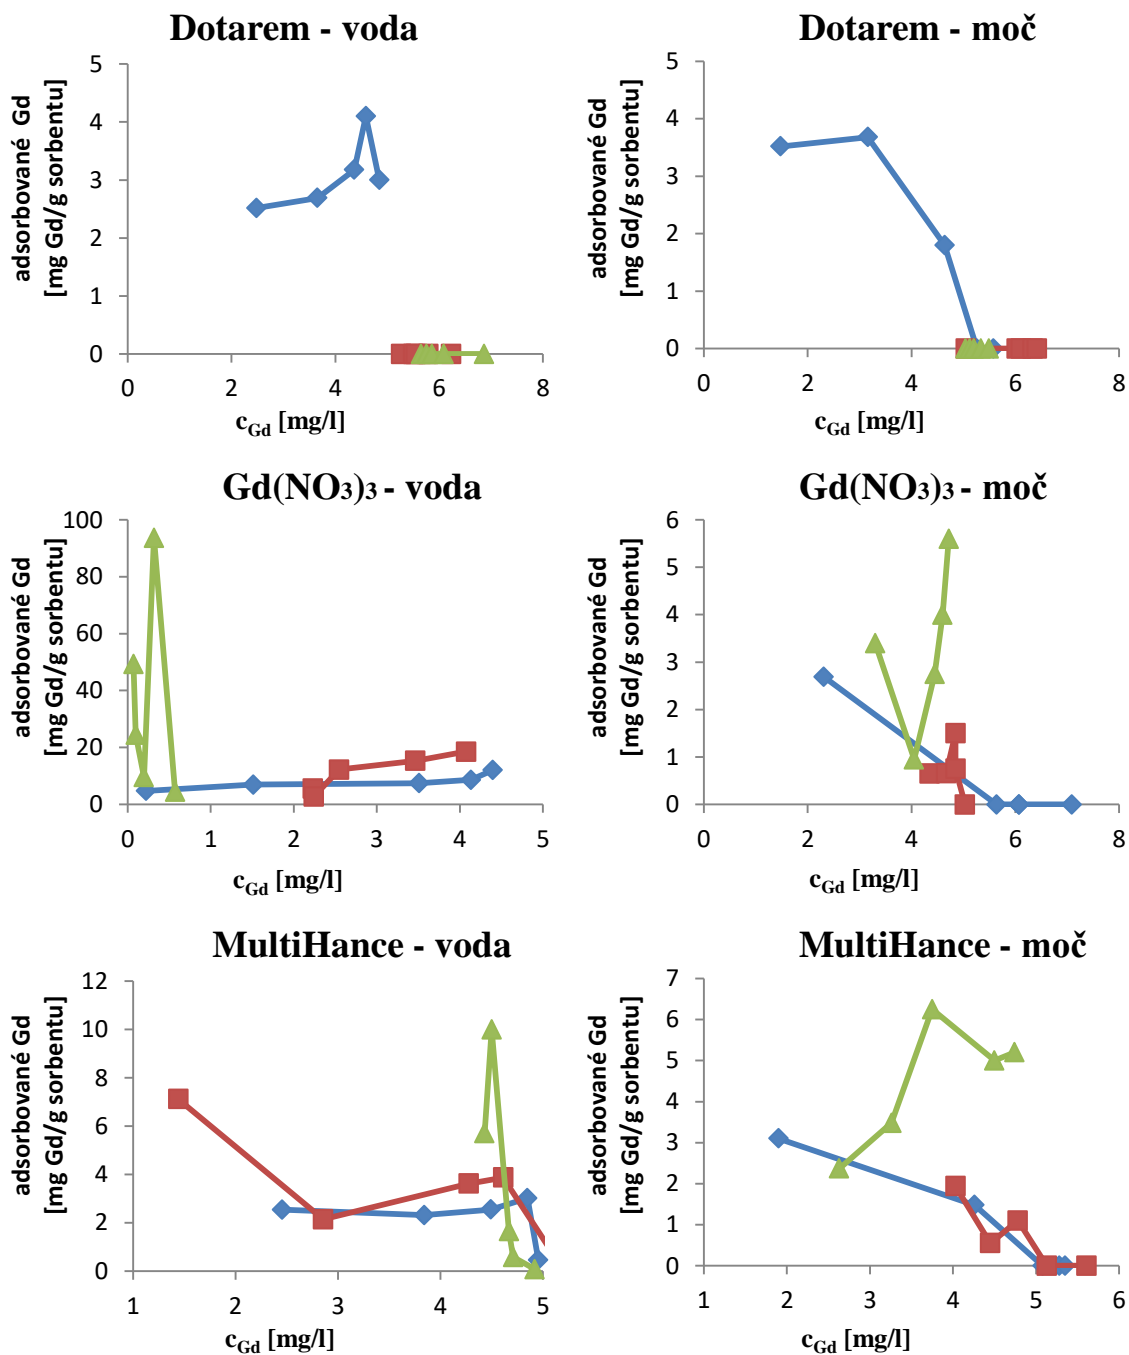 Dotarem - voda
adsorbované Gd
[mg Gd/g sorbentu]
5
4
3
2
1
0
0 2 4 6 8
cGd [mg/l]
Dotarem - moč
adsorbované Gd
[mg Gd/g sorbentu]
5
4
3
2
1
0
0 2 4 6 8
cGd [mg/l]
Gd(NO3)3 - voda
adsorbované Gd
[mg Gd/g sorbentu]
100
80
60
40
20
0
0 1 2 3 4 5
cGd [mg/l]
Gd(NO3)3 - moč
adsorbované Gd
[mg Gd/g sorbentu]
6
5
4
3
2
1
0
0 2 4 6 8
cGd [mg/l]
MultiHance - voda
adsorbované Gd
[mg Gd/g sorbentu]
12
10
8
6
4
2
0
1 2 3 4 5
cGd [mg/l]
MultiHance - moč
adsorbované Gd
[mg Gd/g sorbentu]
7
6
5
4
3
2
1
0
1 2 3 4 5 6
cGd [mg/l]